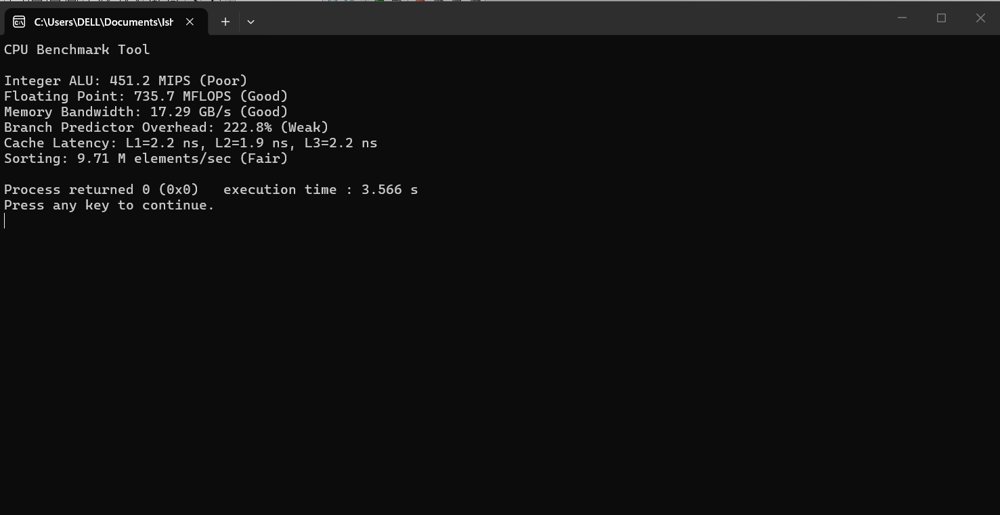 C:\Users\DELL\Documents\Ish
CPU Benchmark Tool
Integer ALU: 451.2 MIPS (Poor)
Floating Point: 735.7 MFLOPS (Good)
Memory Bandwidth: 17.29 GB/s (Good)
Branch Predictor Overhead: 222.8% (Weak)
Cache Latency: L1=2.2 ns, L2=1.9 ns, L3=2.2 ns
Sorting: 9.71 M elements/sec (Fair)
Process returned 0 (0x0)   execution time : 3.566 s
Press any key to continue.